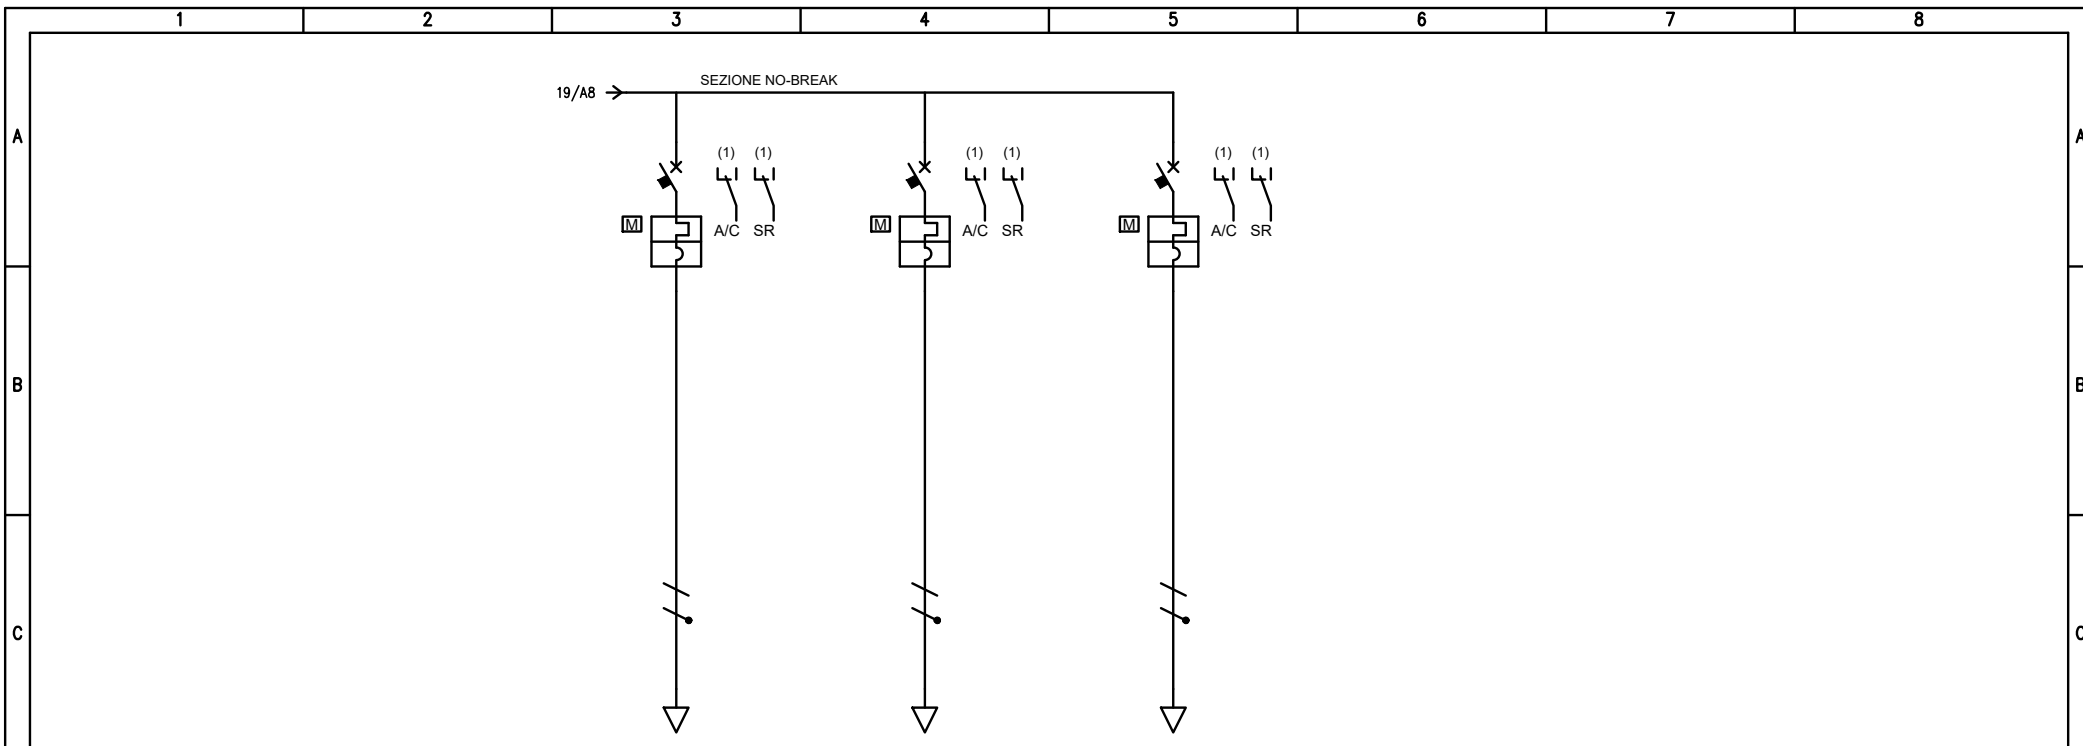 1 2 3 4 5 6 7 8
SEZIONE NO-BREAK
19/A8
A A
(1) (1) (1) (1) (1) (1)
M A/C SR M A/C SR M A/C SR
B B
C C